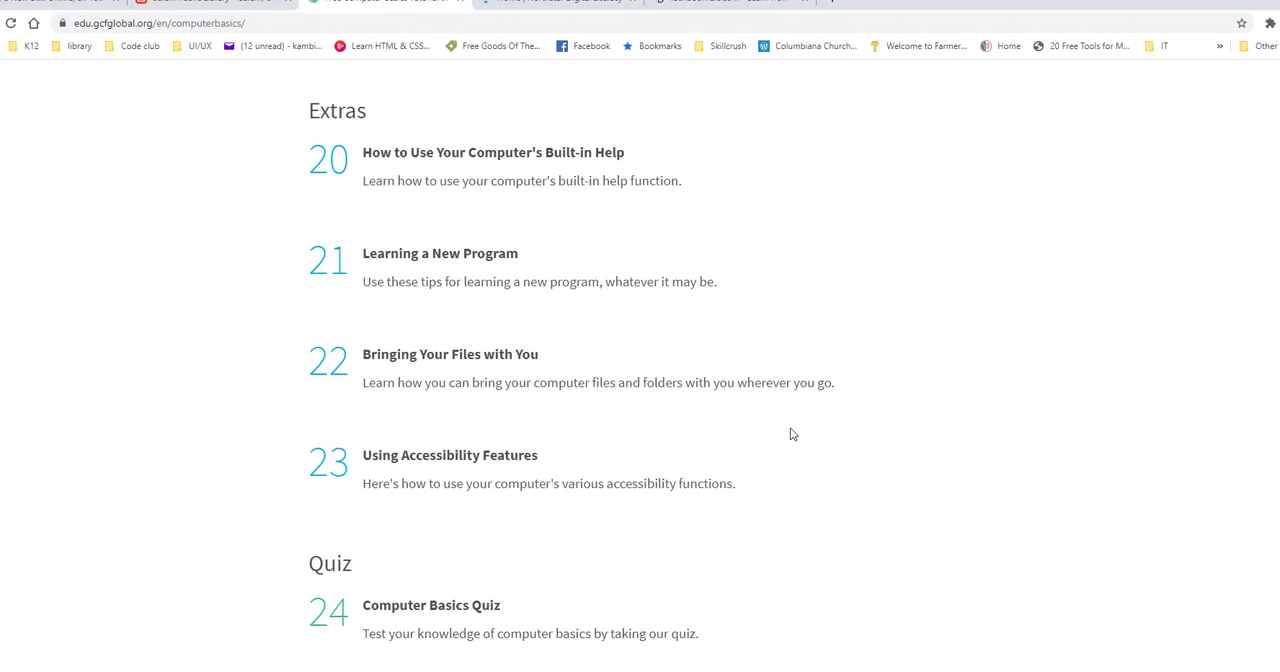 edu.gcfglobal.org/en/computerbasics/
K12 library Code club UI/UX (12 unread) - kambi... Learn HTML & CSS... Free Goods Of The... Facebook Bookmarks Skillcrush Columbiana Church... Welcome to Farmer... Home 20 Free Tools for M... IT » Other
Extras
20 How to Use Your Computer's Built-in Help
Learn how to use your computer's built-in help function.
21 Learning a New Program
Use these tips for learning a new program, whatever it may be.
22 Bringing Your Files with You
Learn how you can bring your computer files and folders with you wherever you go.
23 Using Accessibility Features
Here's how to use your computer's various accessibility functions.
Quiz
24 Computer Basics Quiz
Test your knowledge of computer basics by taking our quiz.